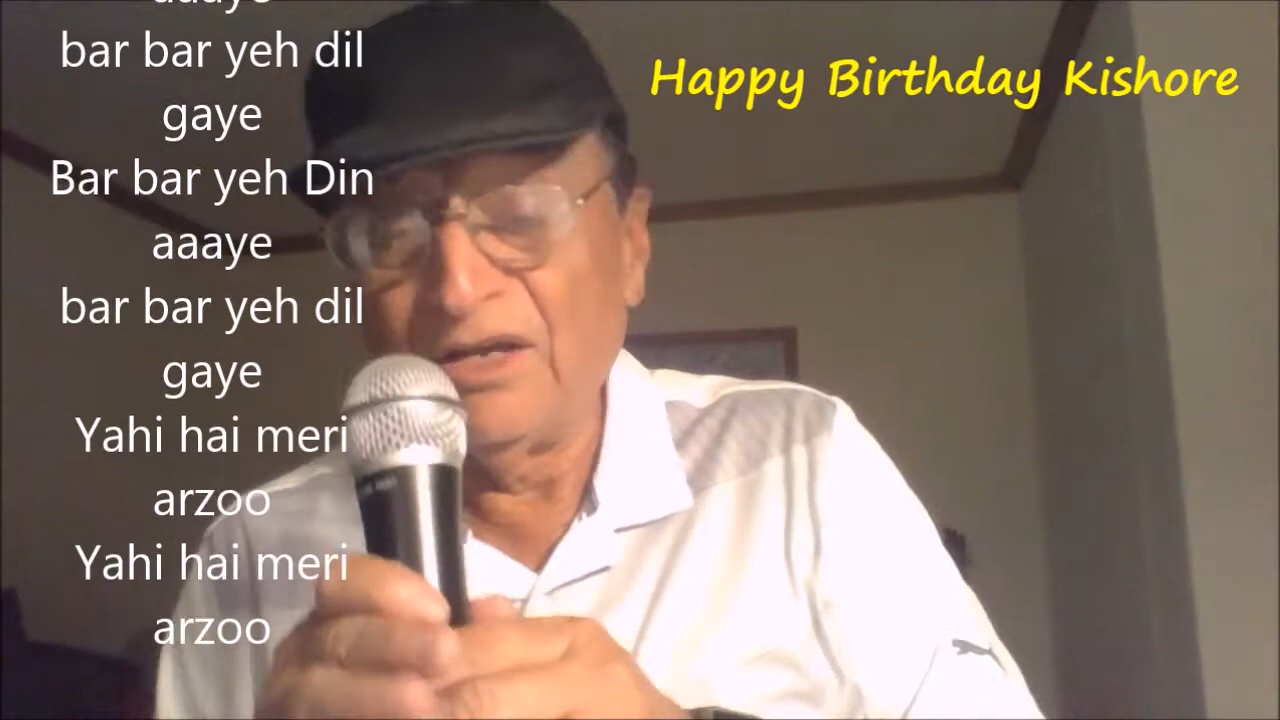 aaaye
bar bar yeh dil
gaye
Bar bar yeh Din
aaaye
bar bar yeh dil
gaye
Yahi hai meri
arzoo
Yahi hai meri
arzoo
Happy Birthday Kishore